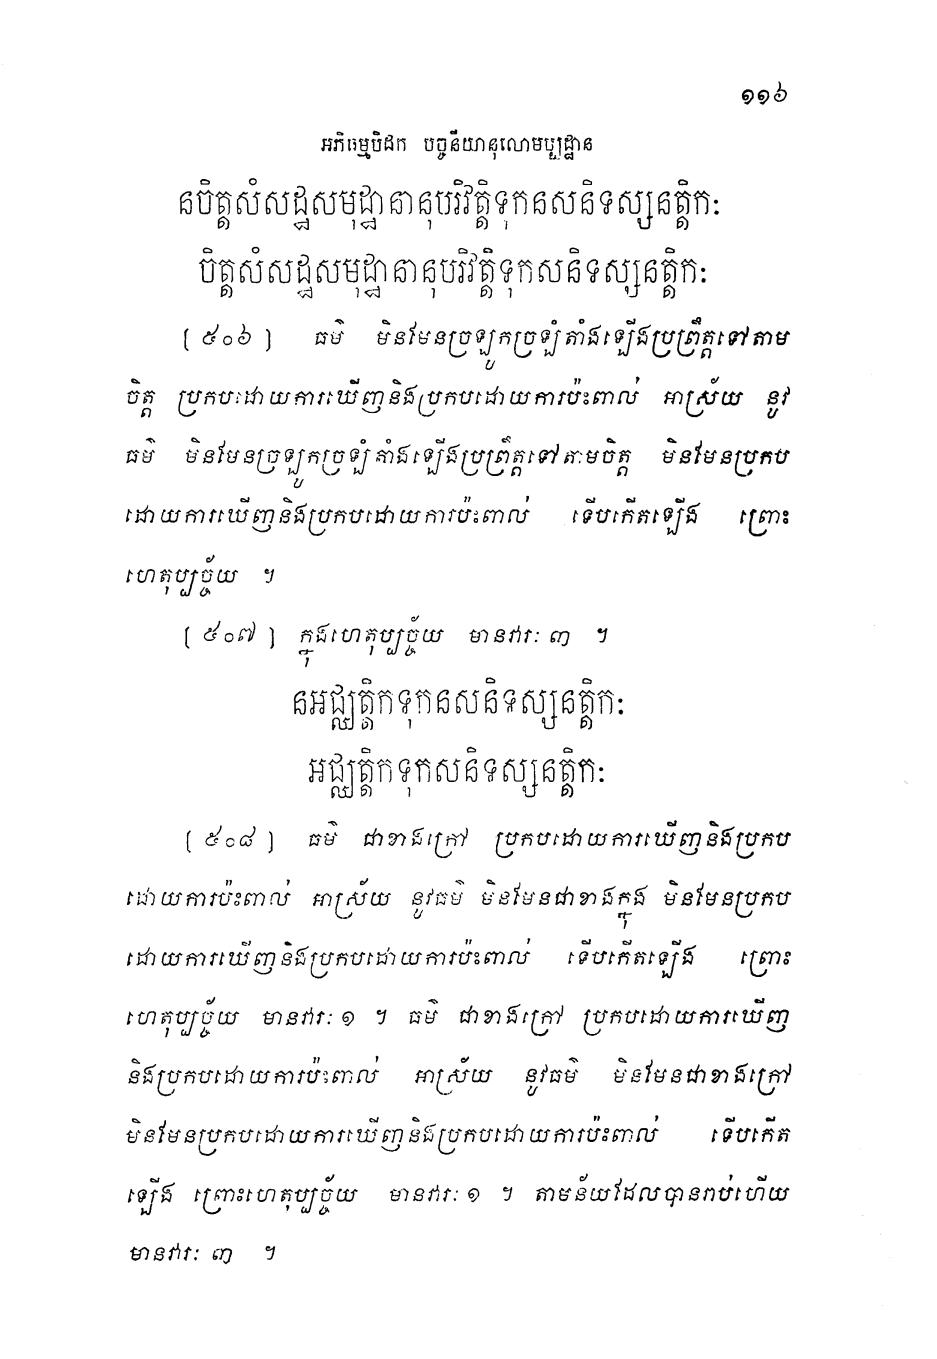 ១១៦
អភិធម្មបិដក បច្ចនីយានុលោមប្បដ្ឋាន
នចិត្តសំសដ្ឋសមុដ្ឋានានុបរិវត្តិទុកនសនិទស្សនត្តិកៈ
ចិត្តសំសដ្ឋសមុដ្ឋានានុបរិវត្តិទុកសនិទស្សនត្តិកៈ
[ ៥០៦ ] ធម៌ មិនមែនច្រឡូកច្រឡំតាំងឡើងប្រព្រឹត្តទៅតាម
ចិត្ត ប្រកបដោយការឃើញនិងប្រកបដោយការប៉ះពាល់ អាស្រ័យ នូវ
ធម៌ មិនមែនច្រឡូកច្រឡំតាំងឡើងប្រព្រឹត្តទៅតាមចិត្ត មិនមែនប្រកប
ដោយការឃើញនិងប្រកបដោយការប៉ះពាល់ ទើបកើតឡើង ព្រោះ
ហេតុប្បច្ច័យ ។
[ ៥០៧ ] ក្នុងហេតុប្បច្ច័យ មានវារៈ ៣ ។
នអជ្ឈត្តិកទុកនសនិទស្សនត្តិកៈ
អជ្ឈត្តិកទុកសនិទស្សនត្តិកៈ
[ ៥០៨ ] ធម៌ ជាខាងក្រៅ ប្រកបដោយការឃើញនិងប្រកប
ដោយការប៉ះពាល់ អាស្រ័យ នូវធម៌ មិនមែនជាខាងក្នុង មិនមែនប្រកប
ដោយការឃើញនិងប្រកបដោយការប៉ះពាល់ ទើបកើតឡើង ព្រោះ
ហេតុប្បច្ច័យ មានវារៈ ១ ។ ធម៌ ជាខាងក្រៅ ប្រកបដោយការឃើញ
និងប្រកបដោយការប៉ះពាល់ អាស្រ័យ នូវធម៌ មិនមែនជាខាងក្រៅ
មិនមែនប្រកបដោយការឃើញនិងប្រកបដោយការប៉ះពាល់ ទើបកើត
ឡើង ព្រោះហេតុប្បច្ច័យ មានវារៈ ១ ។ តាមន័យដែលបានរាប់ហើយ
មានវារៈ ៣ ។